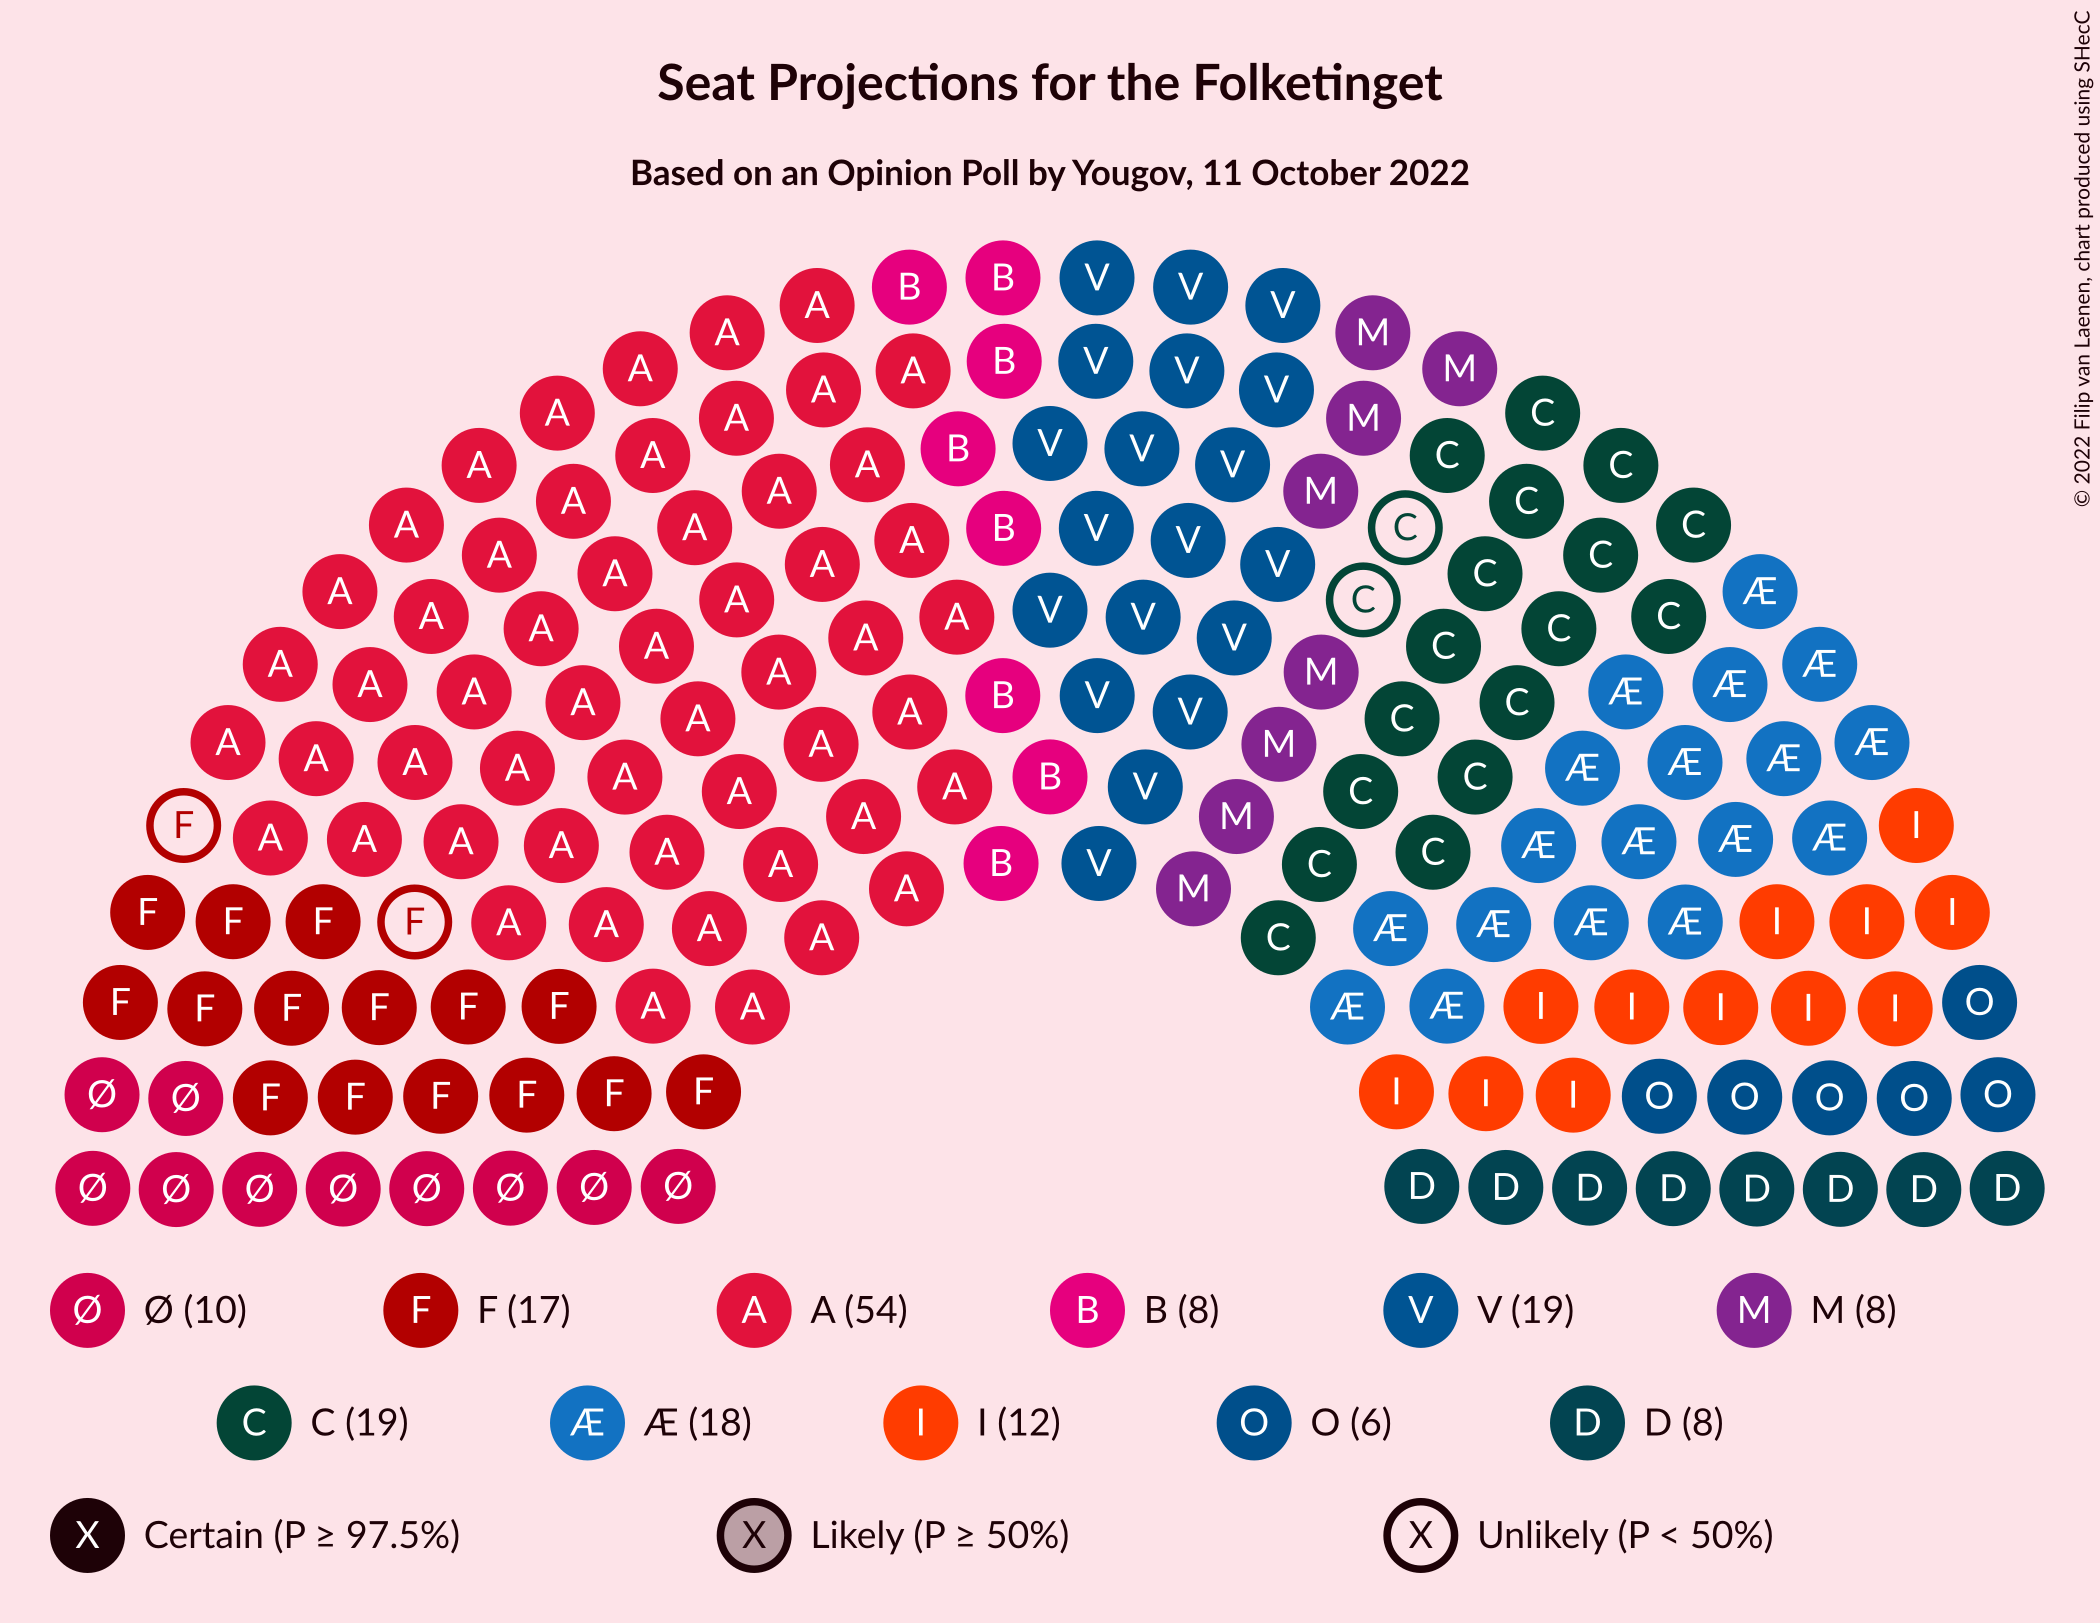 Seat Projections for the Folketinget
Based on an Opinion Poll by Yougov, 11 October 2022
© 2022 Filip van Laenen, chart produced using SHecC
B B V V V
A M
A M
A A B V V V C
A A M
A A B V V V C C
A A M
A A C C
A A B V V V C C
A A C C
A A A V V V C Æ
A A C C
A A A B V V M C Æ
A A A C Æ Æ
A A A A B V M C Æ Æ Æ
F A A A A A A A B V M C C Æ Æ Æ Æ I
F F F F A A A A C Æ Æ Æ Æ I I I
F F F F F F A A Æ Æ I I I I I O
Ø Ø F F F F F F I I I O O O O O
Ø Ø Ø Ø Ø Ø Ø Ø D D D D D D D D
Ø Ø (10) F F (17) A A (54) B B (8) V V (19) M M (8)
C C (19) Æ Æ (18) I I (12) O O (6) D D (8)
X Certain (P ≥ 97.5%) X Likely (P ≥ 50%) X Unlikely (P < 50%)